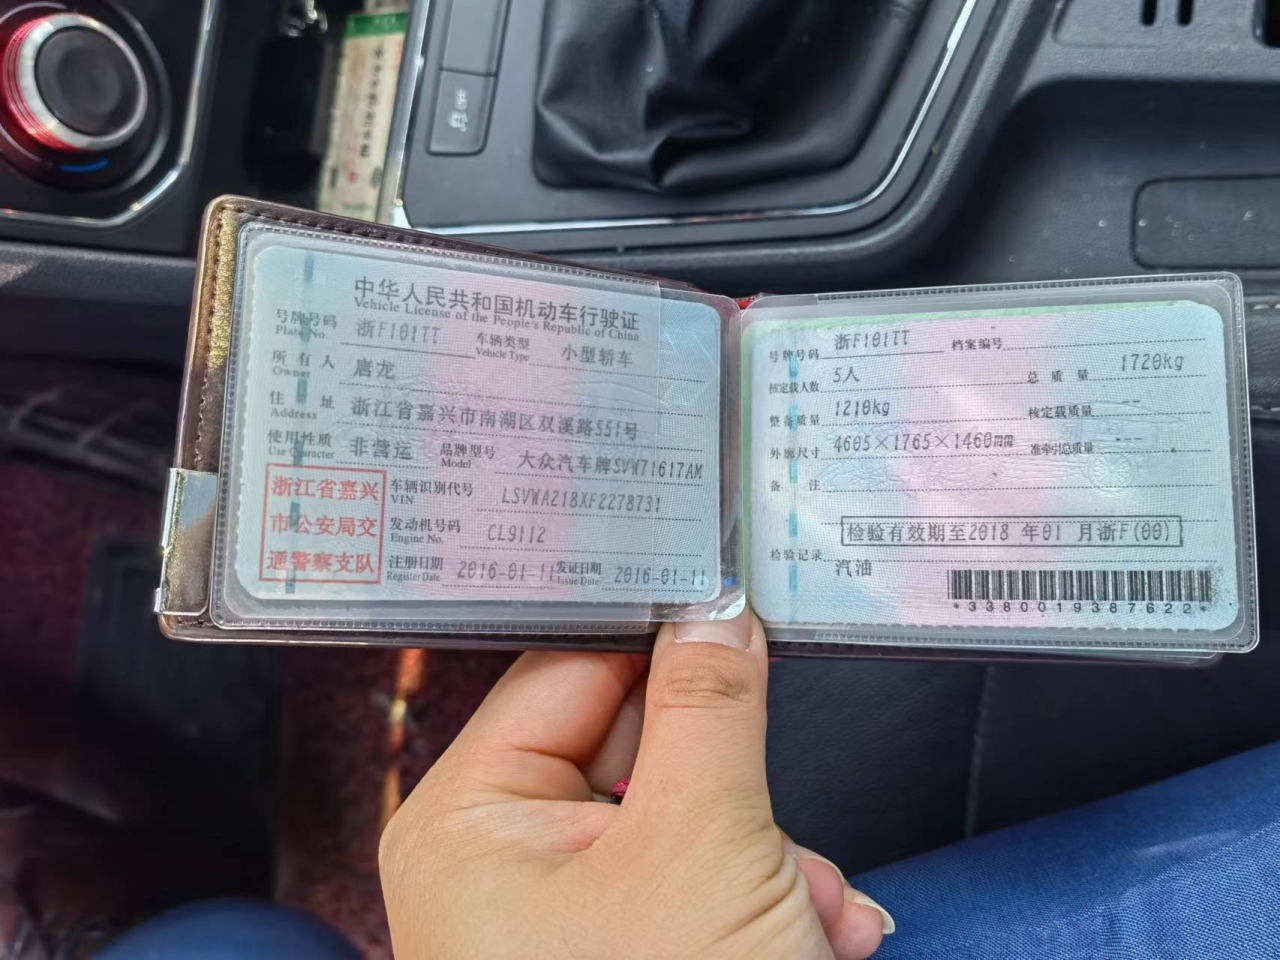 中华人民共和国机动车行驶证
Vehicle License of the People's Republic of China
号牌号码 浙F101TT 车辆类型 小型轿车
Plate No. Vehicle Type
所有人 唐龙
Owner
住址 浙江省嘉兴市南湖区双溪路551号
Address
使用性质 非营运 品牌型号 大众汽车牌SVW71617AM
Use Character Model
浙江省嘉兴
市公安局交
通警察支队
车辆识别代号 LSVWA218XF2278731
VIN
发动机号码 CL9112
Engine No.
注册日期 2016-01-11 发证日期 2016-01-11
Register Date Issue Date
号牌号码 浙F101TT 档案编号
核定载人数 5人 总质量 1720kg
整备质量 1210kg 核定载质量 --
外廓尺寸 4605×1765×1460mm 准牵引总质量 ---
备注
检验有效期至2018 年01 月浙F(00)
检验记录
汽油
*3380019387622*